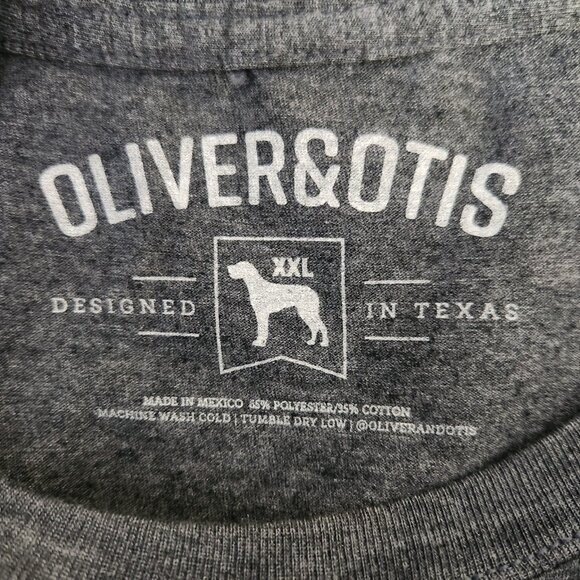 OLIVER&OTIS
XXL
DESIGNED IN TEXAS
MADE IN MEXICO 65% POLYESTER/35% COTTON
MACHINE WASH COLD | TUMBLE DRY LOW | @OLIVERANDOTIS